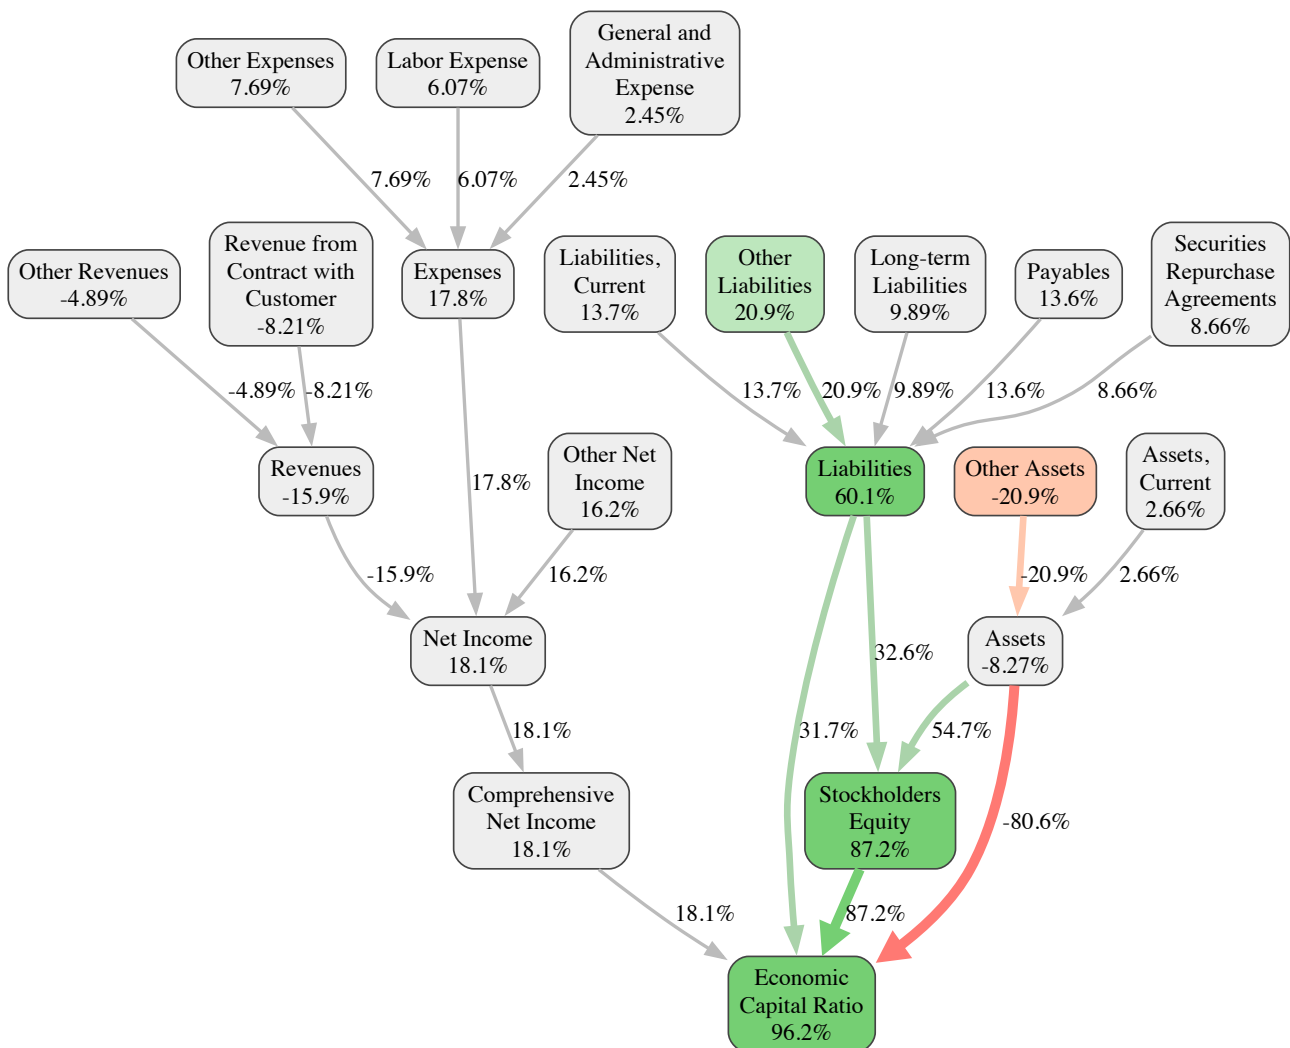 Other Expenses
7.69%
Labor Expense
6.07%
General and
Administrative
Expense
2.45%
7.69%
6.07%
2.45%
Other Revenues
-4.89%
Revenue from
Contract with
Customer
-8.21%
Expenses
17.8%
Liabilities,
Current
13.7%
Other
Liabilities
20.9%
Long-term
Liabilities
9.89%
Payables
13.6%
Securities
Repurchase
Agreements
8.66%
-4.89%
-8.21%
13.7%
20.9%
9.89%
13.6%
8.66%
Revenues
-15.9%
17.8%
Other Net
Income
16.2%
Liabilities
60.1%
Other Assets
-20.9%
Assets,
Current
2.66%
-15.9%
16.2%
-20.9%
2.66%
Net Income
18.1%
32.6%
Assets
-8.27%
18.1%
31.7%
54.7%
Comprehensive
Net Income
18.1%
Stockholders
Equity
87.2%
-80.6%
18.1%
87.2%
Economic
Capital Ratio
96.2%